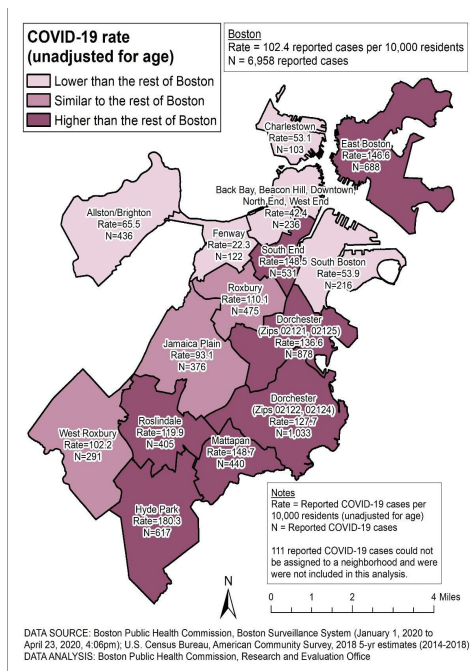 COVID-19 rate
(unadjusted for age)
Lower than the rest of Boston
Similar to the rest of Boston
Higher than the rest of Boston
Boston
Rate = 102.4 reported cases per 10,000 residents
N = 6,958 reported cases
Charlestown
Rate=53.1
N=103
East Boston
Rate=146.6
N=688
Back Bay, Beacon Hill, Downtown,
North End, West End
Rate=42.4
N=236
Allston/Brighton
Rate=65.5
N=436
Fenway
Rate=22.3
N=122
South End
Rate=148.5
N=531
South Boston
Rate=53.9
N=216
Roxbury
Rate=110.1
N=475
Dorchester
(Zips 02121, 02125)
Rate=136.6
N=878
Jamaica Plain
Rate=93.1
N=376
Dorchester
(Zips 02122, 02124)
Rate=127.7
N=1,033
West Roxbury
Rate=102.2
N=291
Roslindale
Rate=119.9
N=405
Mattapan
Rate=148.7
N=440
Hyde Park
Rate=180.3
N=617
Notes
Rate = Reported COVID-19 cases per
10,000 residents (unadjusted for age)
N = Reported COVID-19 cases
111 reported COVID-19 cases could not
be assigned to a neighborhood and were
were not included in this analysis.
N
0 1 2 4 Miles
DATA SOURCE: Boston Public Health Commission, Boston Surveillance System (January 1, 2020 to
April 23, 2020, 4:06pm); U.S. Census Bureau, American Community Survey, 2018 5-yr estimates (2014-2018)
DATA ANALYSIS: Boston Public Health Commission, Research and Evaluation Office